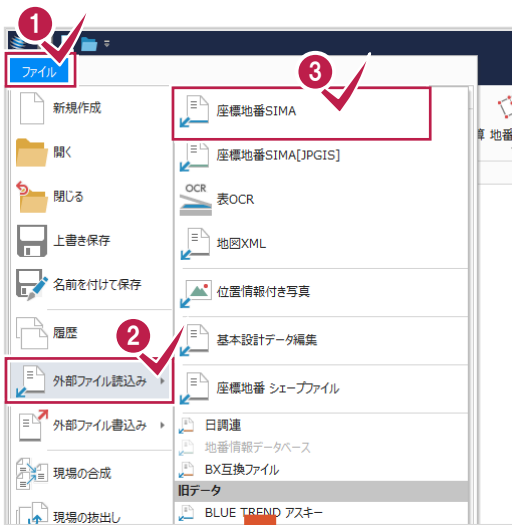 1
ファイル
新規作成
開く
閉じる
上書き保存
名前を付けて保存
履歴
2
外部ファイル読込み
外部ファイル書込み
現場の合成
現場の抜出し
3
座標地番SIMA
座標地番SIMA[JPGIS]
OCR
表OCR
地図XML
位置情報付き写真
基本設計データ編集
座標地番 シェープファイル
日調連
地番情報データベース
BX互換ファイル
旧データ
BLUE TREND アスキー
算 地番